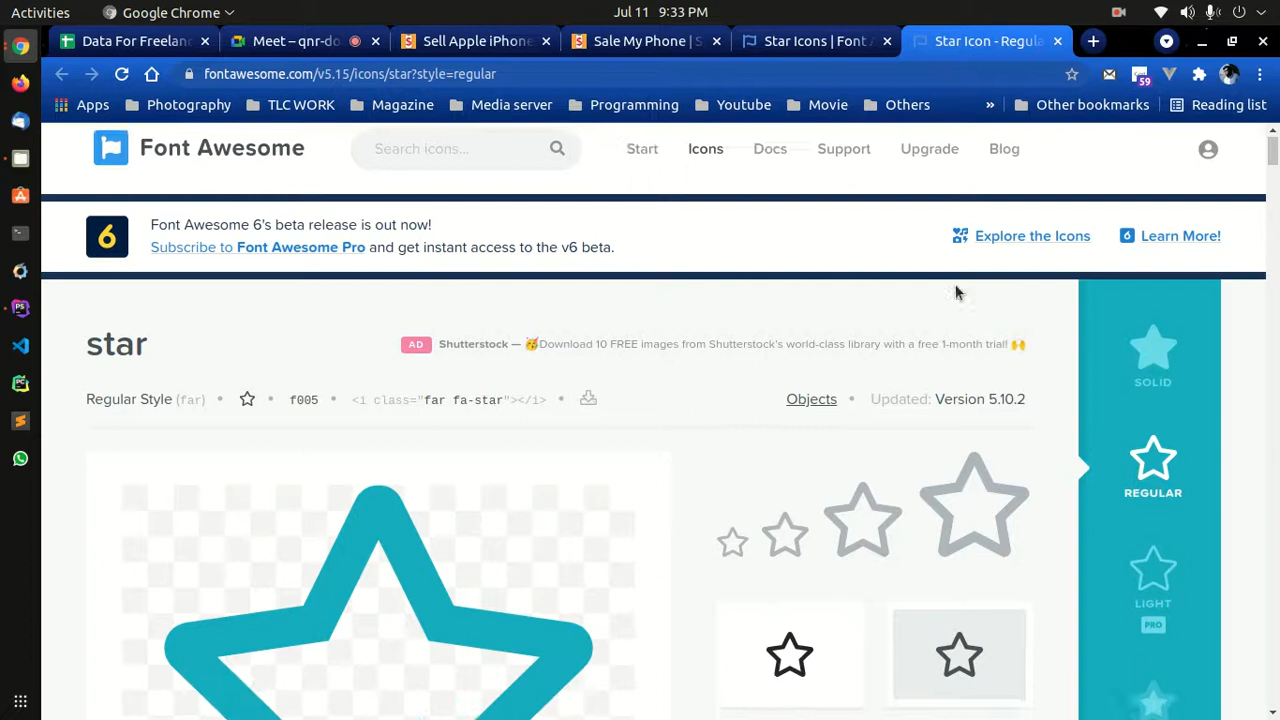 Activities Google Chrome Jul 11 9:33 PM
Data For Freelan Meet – qnr-do Sell Apple iPhone Sale My Phone | S Star Icons | Font A Star Icon - Regula
fontawesome.com/v5.15/icons/star?style=regular 59
Apps Photography TLC WORK Magazine Media server Programming Youtube Movie Others » Other bookmarks Reading list
Font Awesome Search icons... Start Icons Docs Support Upgrade Blog
6 Font Awesome 6's beta release is out now!
Subscribe to Font Awesome Pro and get instant access to the v6 beta.
Explore the Icons 6 Learn More!
star AD Shutterstock — 🥳Download 10 FREE images from Shutterstock's world-class library with a free 1-month trial! 🙌
Regular Style (far) • f005 • <i class="far fa-star"></i> • Objects • Updated: Version 5.10.2
SOLID
REGULAR
LIGHT
PRO